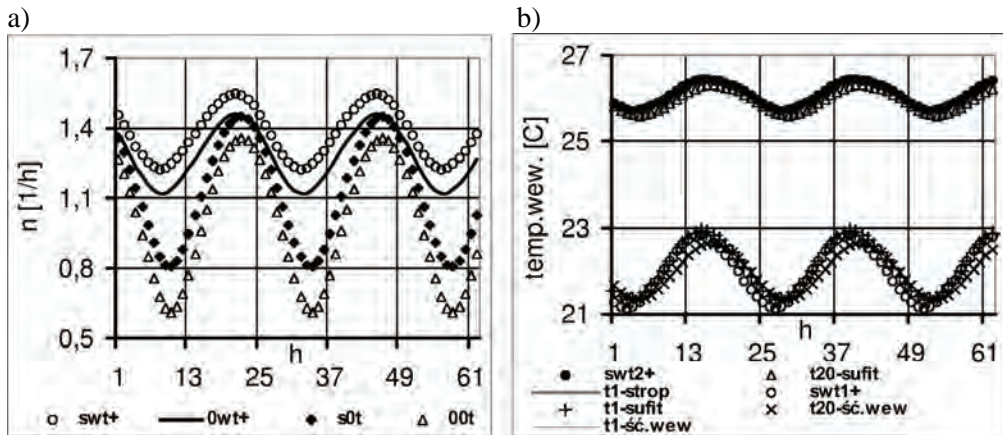 a)
1,7
1,4
1,1
0,8
0,5
n [1/h]
h
1 13 25 37 49 61
swt+ 0wt+ s0t 00t
b)
27
25
23
21
temp.wew. [C]
h
1 13 25 37 49 61
swt2+ t20-sufit
t1-strop swt1+
t1-sufit t20-ść.wew
t1-ść.wew